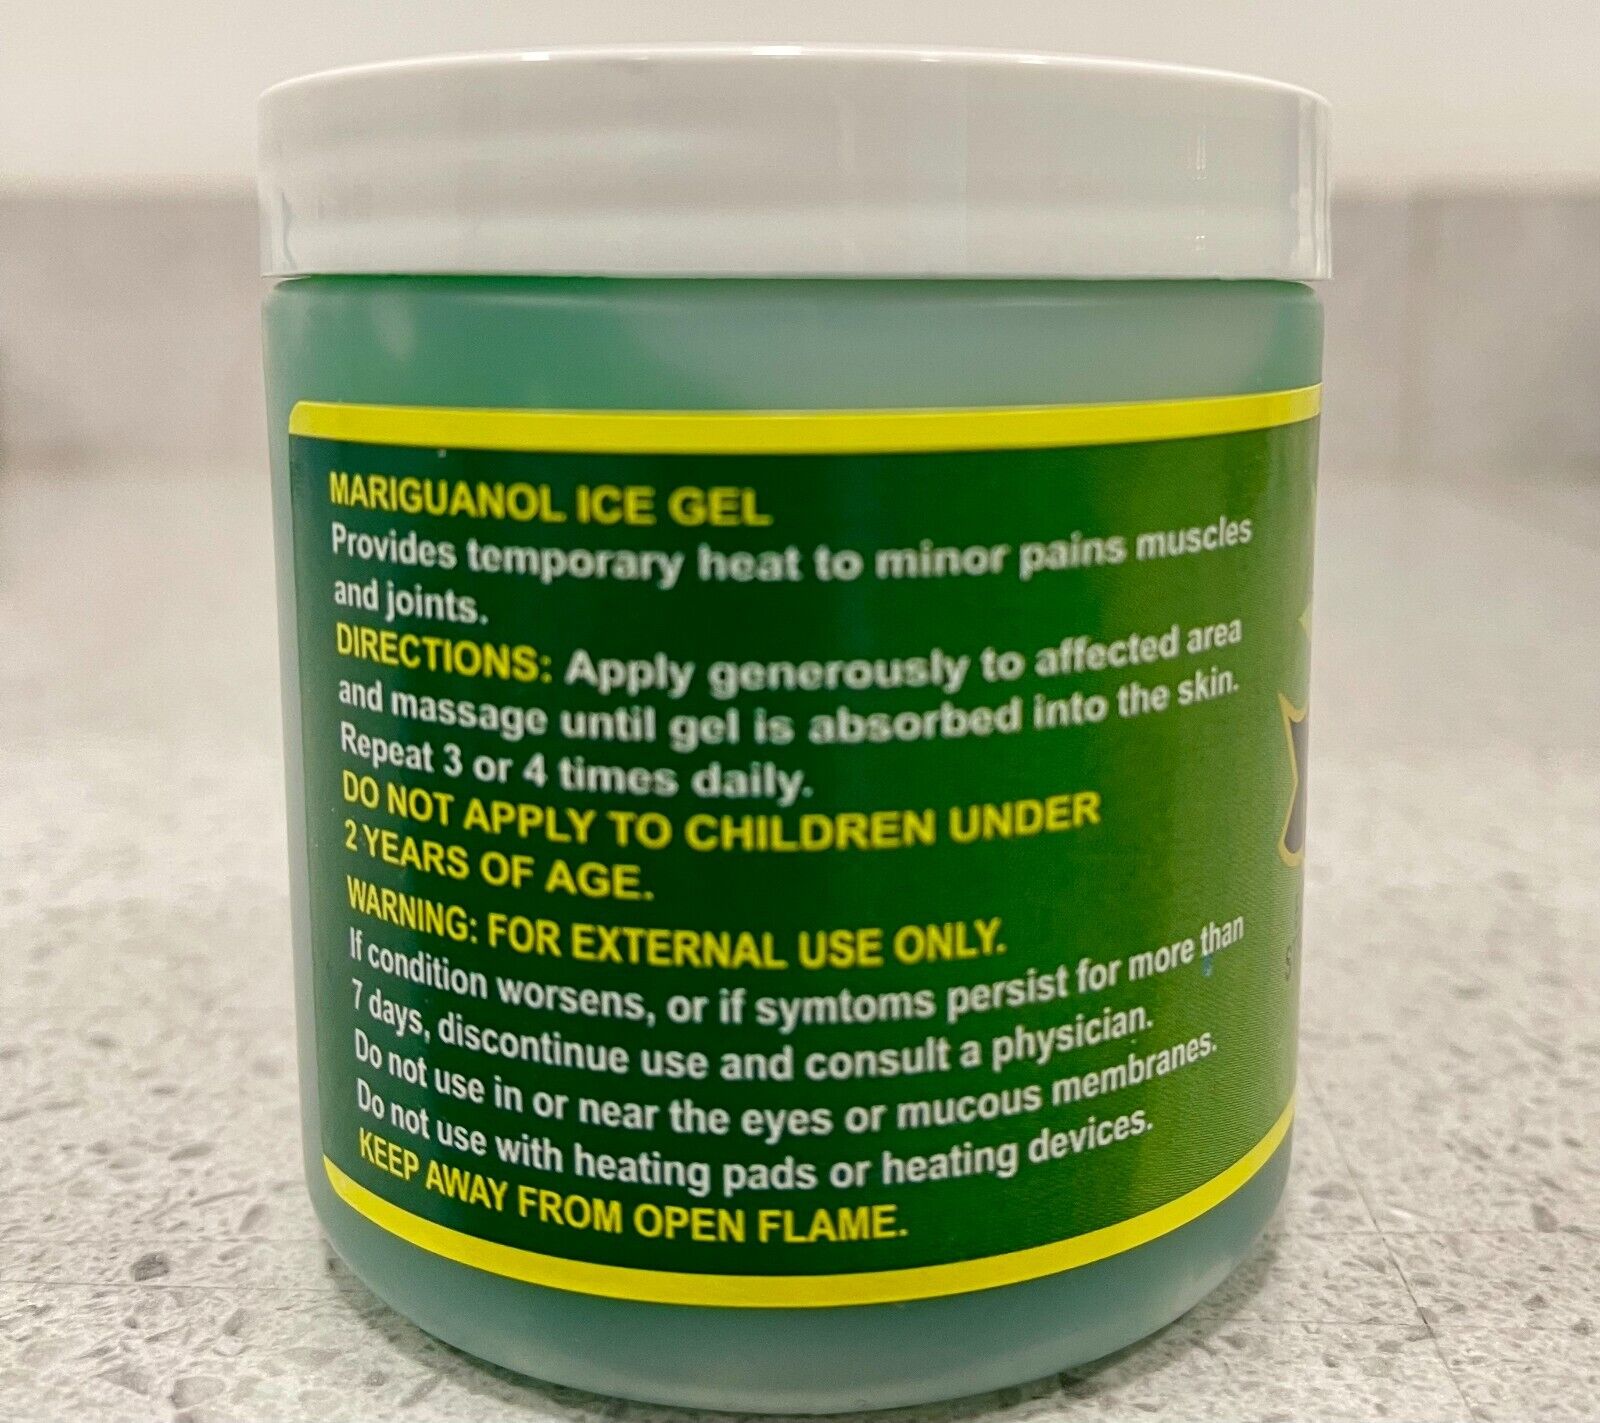 MARIGUANOL ICE GEL
Provides temporary heat to minor pains muscles
and joints.
DIRECTIONS: Apply generously to affected area
and massage until gel is absorbed into the skin.
Repeat 3 or 4 times daily.
DO NOT APPLY TO CHILDREN UNDER
2 YEARS OF AGE.
WARNING: FOR EXTERNAL USE ONLY.
If condition worsens, or if symtoms persist for more than
7 days, discontinue use and consult a physician.
Do not use in or near the eyes or mucous membranes.
Do not use with heating pads or heating devices.
KEEP AWAY FROM OPEN FLAME.